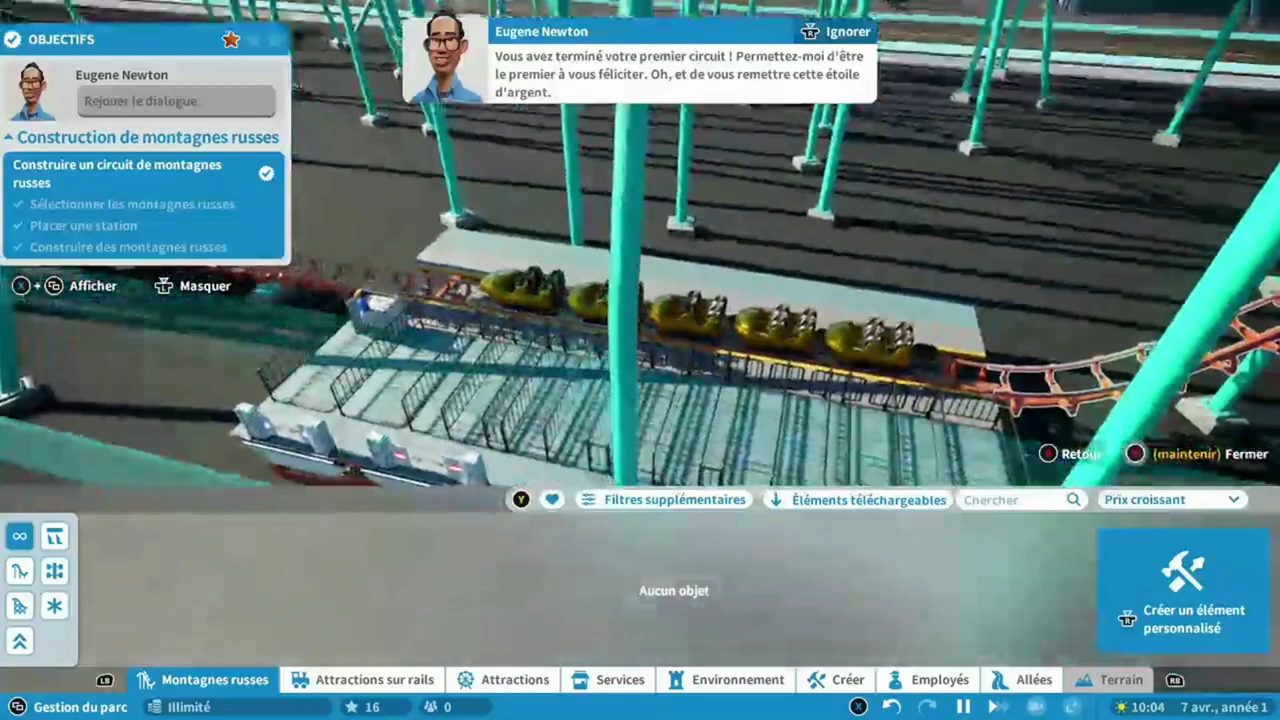 OBJECTIFS
Eugene Newton
Rejouer le dialogue
Construction de montagnes russes
Construire un circuit de montagnes
russes
Sélectionner les montagnes russes
Placer une station
Construire des montagnes russes
X + Afficher
R Masquer
Eugene Newton
R Ignorer
Vous avez terminé votre premier circuit ! Permettez-moi d'être
le premier à vous féliciter. Oh, et de vous remettre cette étoile
d'argent.
Retour
(maintenir) Fermer
Y
Filtres supplémentaires
Éléments téléchargeables
Chercher
Prix croissant
Aucun objet
R Créer un élément
personnalisé
LB
Montagnes russes
Attractions sur rails
Attractions
Services
Environnement
Créer
Employés
Allées
Terrain
RB
Gestion du parc
Illimité
16
0
X
10:04
7 avr., année 1